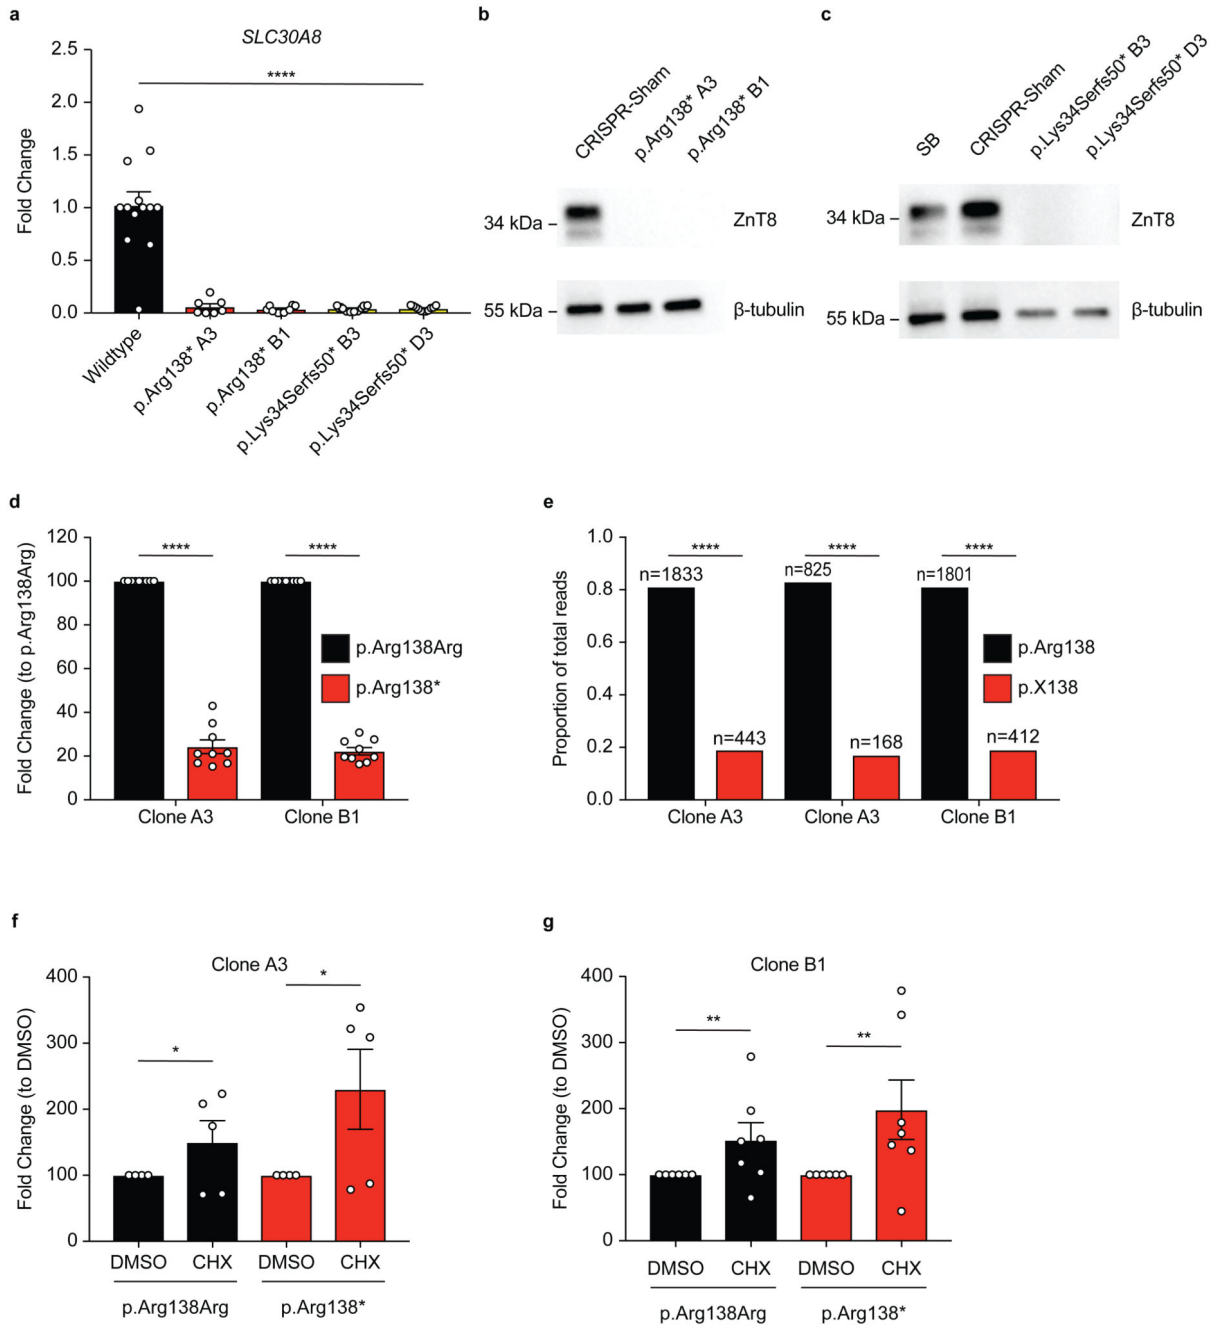 a
SLC30A8
Fold Change
2.5
2.0
1.5
1.0
0.5
0.0
****
Wildtype
p.Arg138* A3
p.Arg138* B1
p.Lys34Serfs50* B3
p.Lys34Serfs50* D3
b
CRISPR-Sham
p.Arg138* A3
p.Arg138* B1
34 kDa
ZnT8
55 kDa
β-tubulin
c
SB
CRISPR-Sham
p.Lys34Serfs50* B3
p.Lys34Serfs50* D3
34 kDa
ZnT8
55 kDa
β-tubulin
d
Fold Change (to p.Arg138Arg)
120
100
80
60
40
20
0
****
****
p.Arg138Arg
p.Arg138*
Clone A3
Clone B1
e
Proportion of total reads
1.0
0.8
0.6
0.4
0.2
0.0
****
****
****
n=1833
n=825
n=1801
n=443
n=168
n=412
p.Arg138
p.X138
Clone A3
Clone A3
Clone B1
f
Clone A3
Fold Change (to DMSO)
400
300
200
100
0
*
*
DMSO
CHX
DMSO
CHX
p.Arg138Arg
p.Arg138*
g
Clone B1
Fold Change (to DMSO)
400
300
200
100
0
**
**
DMSO
CHX
DMSO
CHX
p.Arg138Arg
p.Arg138*